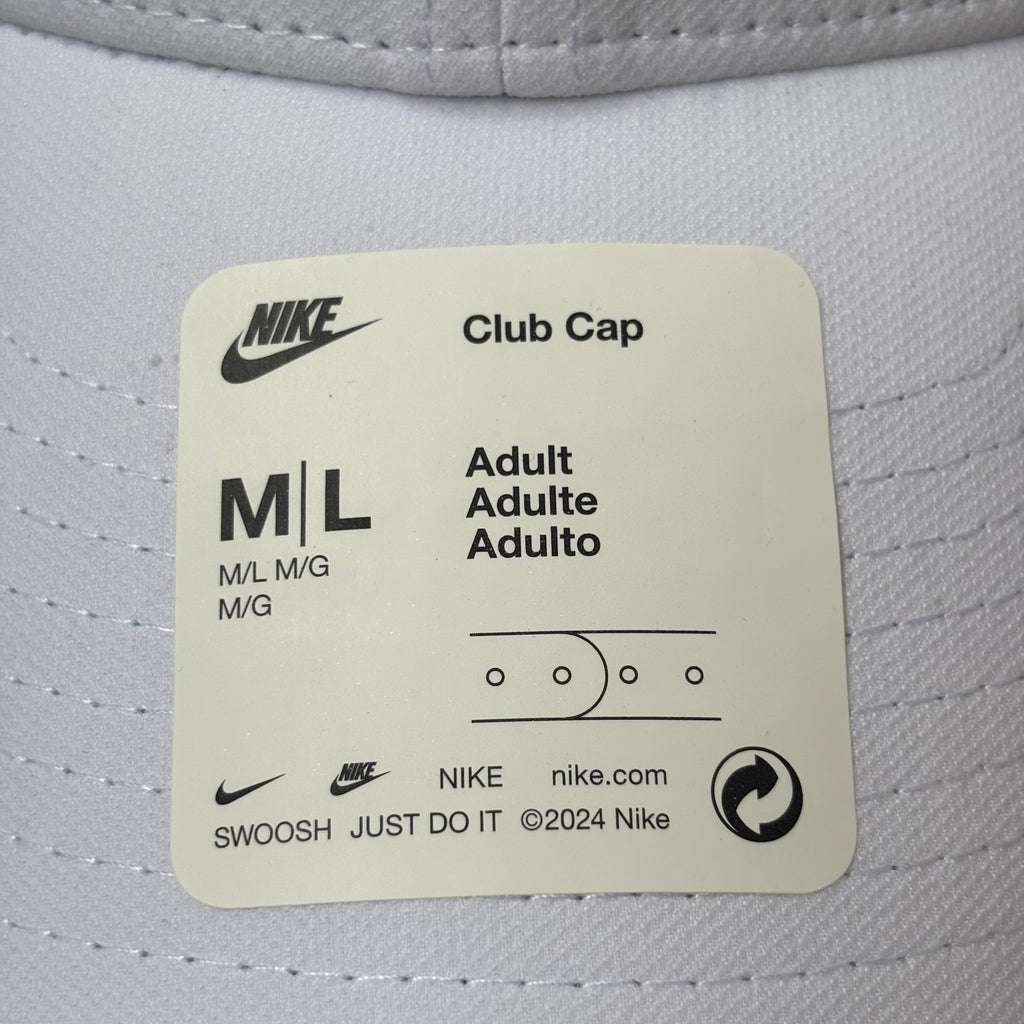 NIKE
Club Cap
M|L
M/L M/G
M/G
Adult
Adulte
Adulto
NIKE NIKE nike.com
SWOOSH JUST DO IT ©2024 Nike